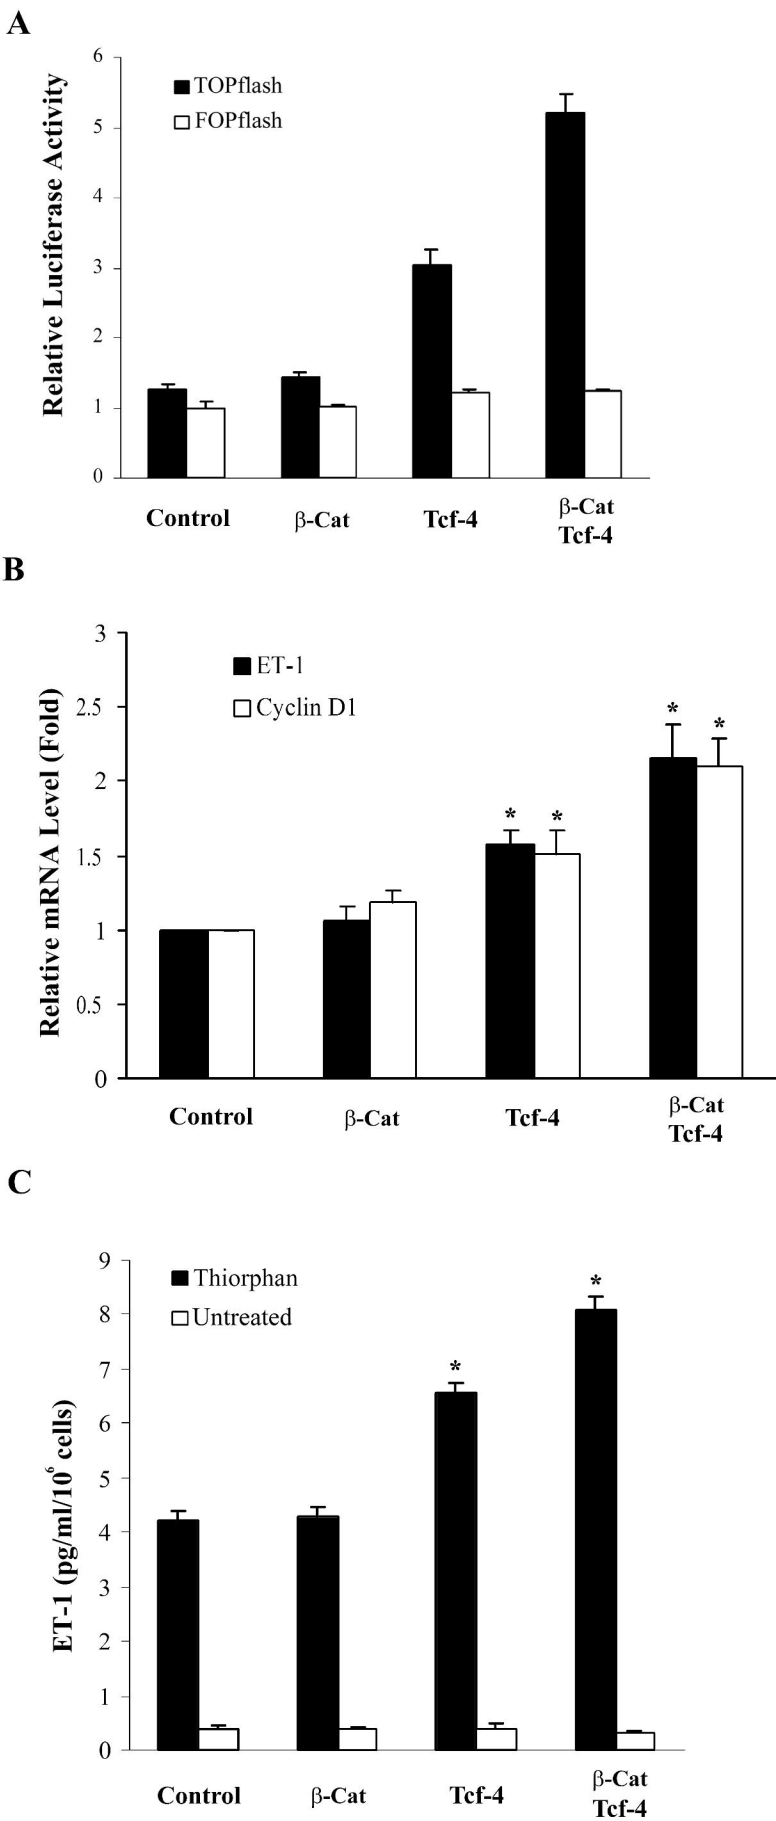 A
Relative Luciferase Activity
6
5
4
3
2
1
0
TOPflash
FOPflash
Control
β-Cat
Tcf-4
β-Cat
Tcf-4
B
Relative mRNA Level (Fold)
3
2.5
2
1.5
1
0.5
0
ET-1
Cyclin D1
* *
* *
Control
β-Cat
Tcf-4
β-Cat
Tcf-4
C
ET-1 (pg/ml/10⁶ cells)
9
8
7
6
5
4
3
2
1
0
Thiorphan
Untreated
*
*
Control
β-Cat
Tcf-4
β-Cat
Tcf-4